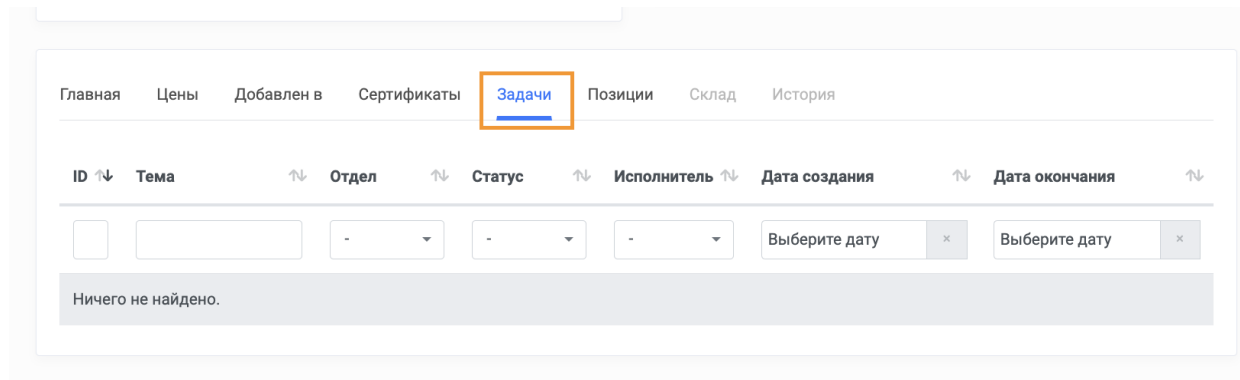 Главная Цены Добавлен в Сертификаты Задачи Позиции Склад История
ID Тема Отдел Статус Исполнитель Дата создания Дата окончания
- - - Выберите дату × Выберите дату ×
Ничего не найдено.